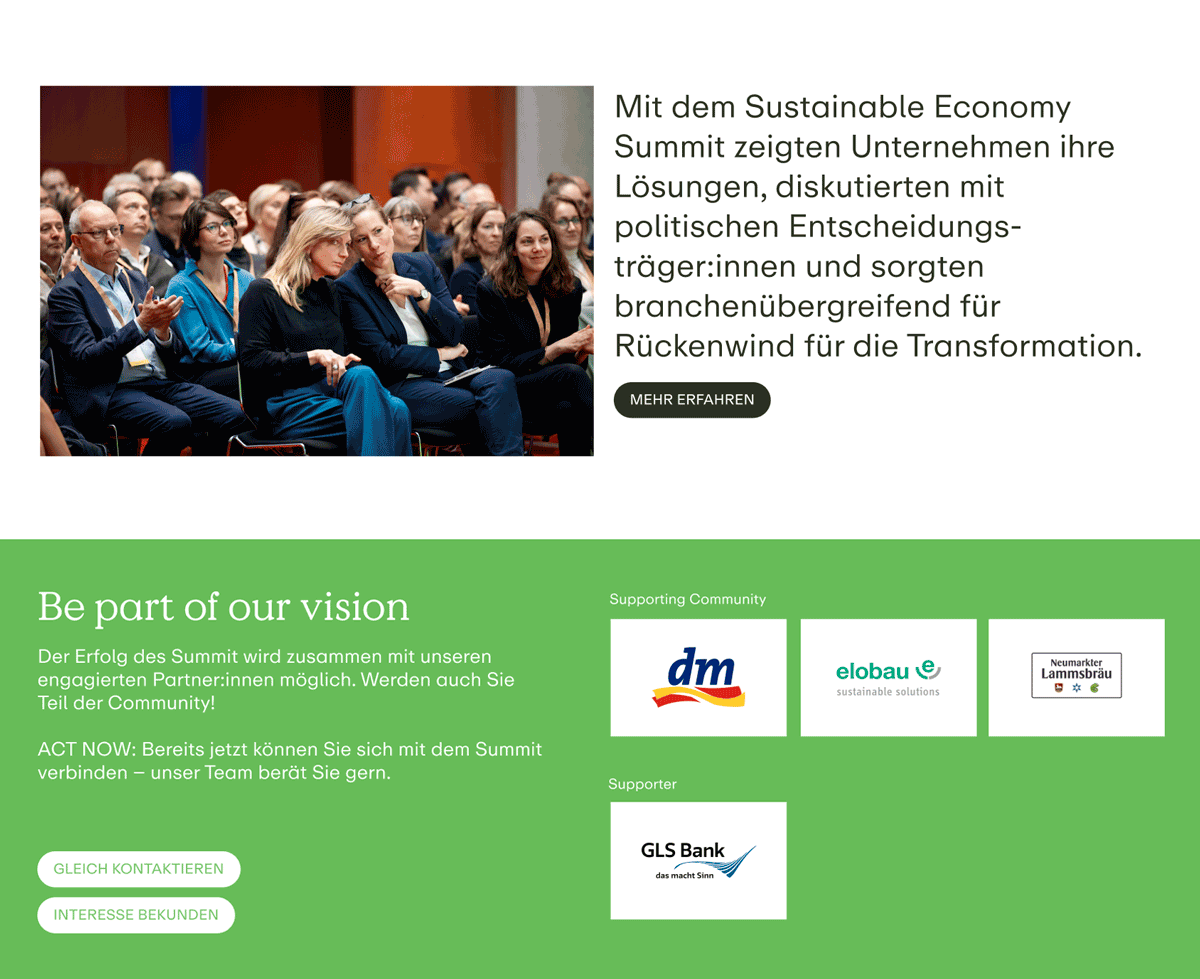 Mit dem Sustainable Economy
Summit zeigten Unternehmen ihre
Lösungen, diskutierten mit
politischen Entscheidungs-
träger:innen und sorgten
branchenübergreifend für
Rückenwind für die Transformation.
MEHR ERFAHREN
Be part of our vision
Der Erfolg des Summit wird zusammen mit unseren
engagierten Partner:innen möglich. Werden auch Sie
Teil der Community!
ACT NOW: Bereits jetzt können Sie sich mit dem Summit
verbinden – unser Team berät Sie gern.
GLEICH KONTAKTIEREN
INTERESSE BEKUNDEN
Supporting Community
dm
elobau e
sustainable solutions
Neumarkter
Lammsbräu
Supporter
GLS Bank
das macht Sinn